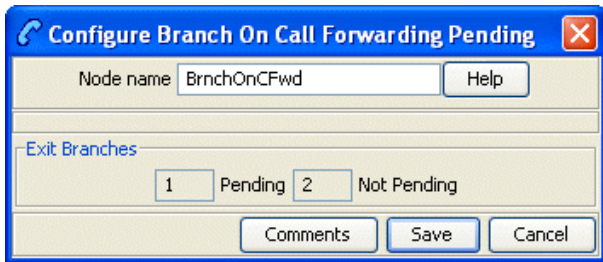 Configure Branch On Call Forwarding Pending
Node name BrnchOnCFwd Help
Exit Branches
1 Pending 2 Not Pending
Comments Save Cancel